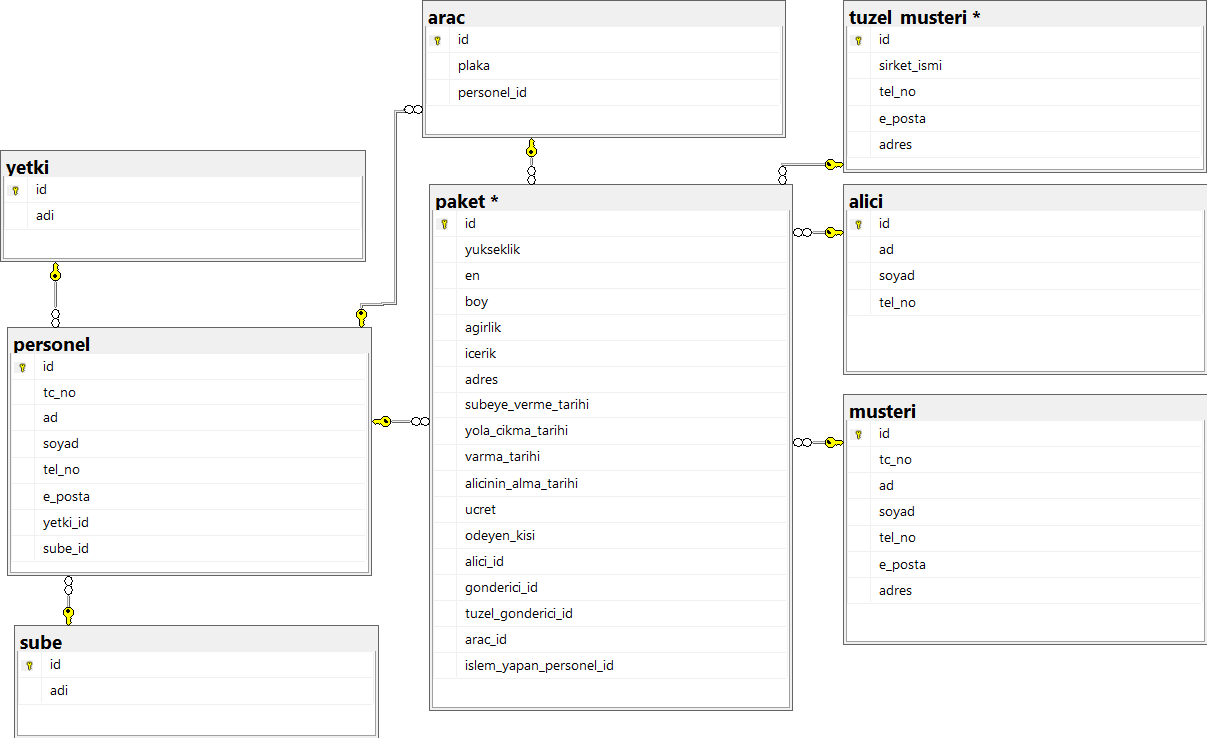 arac
id
plaka
personel_id
tuzel_musteri *
id
sirket_ismi
tel_no
e_posta
adres
yetki
id
adi
paket *
id
yukseklik
en
boy
agirlik
icerik
adres
subeye_verme_tarihi
yola_cikma_tarihi
varma_tarihi
alicinin_alma_tarihi
ucret
odeyen_kisi
alici_id
gonderici_id
tuzel_gonderici_id
arac_id
islem_yapan_personel_id
alici
id
ad
soyad
tel_no
personel
id
tc_no
ad
soyad
tel_no
e_posta
yetki_id
sube_id
musteri
id
tc_no
ad
soyad
tel_no
e_posta
adres
sube
id
adi